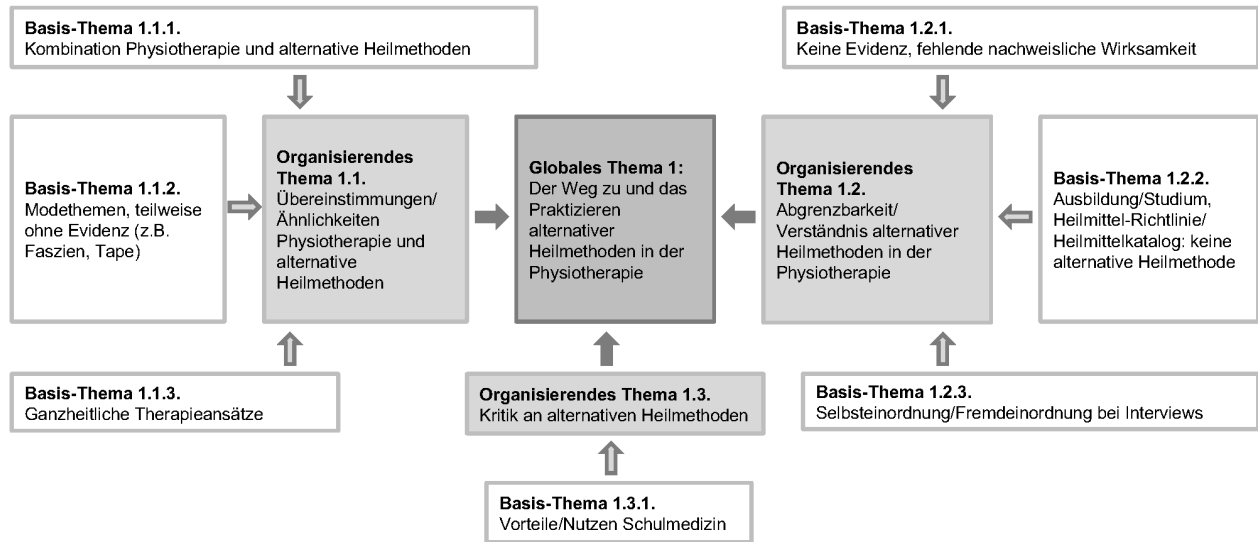 Basis-Thema 1.1.1.
Kombination Physiotherapie und alternative Heilmethoden
Basis-Thema 1.2.1.
Keine Evidenz, fehlende nachweisliche Wirksamkeit
Basis-Thema 1.1.2.
Modethemen, teilweise
ohne Evidenz (z.B.
Faszien, Tape)
Organisierendes
Thema 1.1.
Übereinstimmungen/
Ähnlichkeiten
Physiotherapie und
alternative
Heilmethoden
Globales Thema 1:
Der Weg zu und das
Praktizieren
alternativer
Heilmethoden in der
Physiotherapie
Organisierendes
Thema 1.2.
Abgrenzbarkeit/
Verständnis alternativer
Heilmethoden in der
Physiotherapie
Basis-Thema 1.2.2.
Ausbildung/Studium,
Heilmittel-Richtlinie/
Heilmittelkatalog: keine
alternative Heilmethode
Basis-Thema 1.1.3.
Ganzheitliche Therapieansätze
Organisierendes Thema 1.3.
Kritik an alternativen Heilmethoden
Basis-Thema 1.2.3.
Selbsteinordnung/Fremdeinordnung bei Interviews
Basis-Thema 1.3.1.
Vorteile/Nutzen Schulmedizin